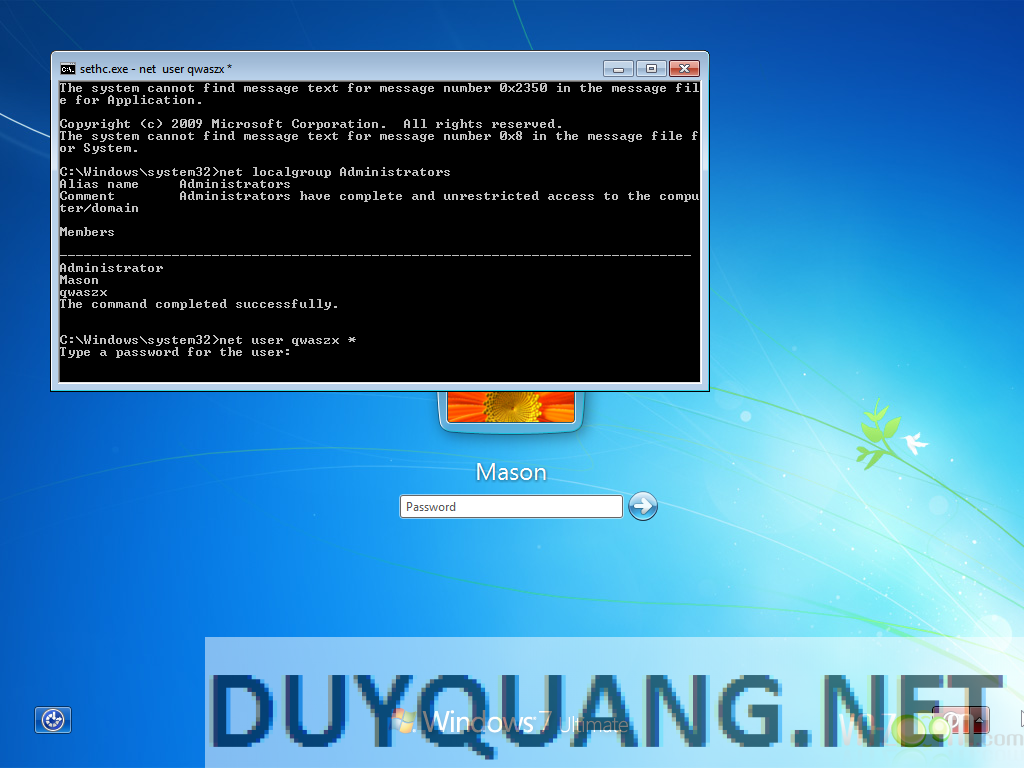 sethc.exe - net user qwaszx *
The system cannot find message text for message number 0x2350 in the message fil
e for Application.
Copyright (c) 2009 Microsoft Corporation.  All rights reserved.
The system cannot find message text for message number 0x8 in the message file f
or System.
C:\Windows\system32>net localgroup Administrators
Alias name     Administrators
Comment        Administrators have complete and unrestricted access to the compu
ter/domain
Members
-------------------------------------------------------------------------------
Administrator
Mason
qwaszx
The command completed successfully.
C:\Windows\system32>net user qwaszx *
Type a password for the user:
Mason
Password
DUYQUANG.NET
Windows 7 Ultimate